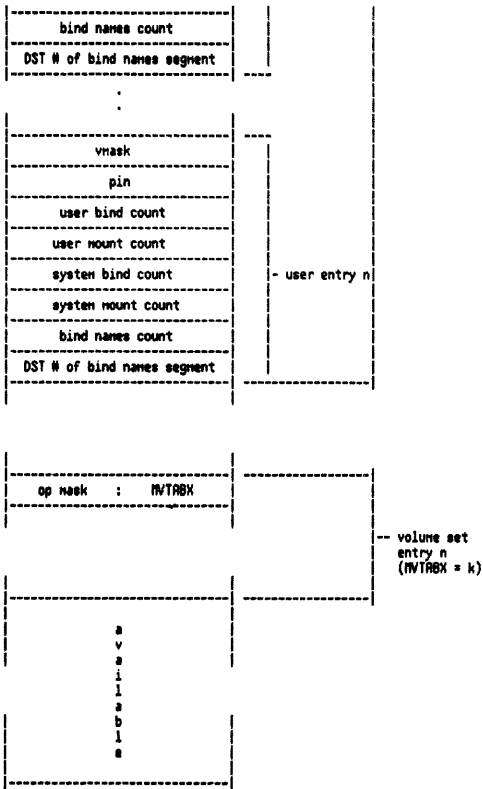 bind names count
DST # of bind names segment
:
vmask
pin
user bind count
user mount count
system bind count
- user entry n
system mount count
bind names count
DST # of bind names segment
op mask : MVTABX
-- volume set
entry n
(MVTABX = k)
a
v
a
i
l
a
b
l
e